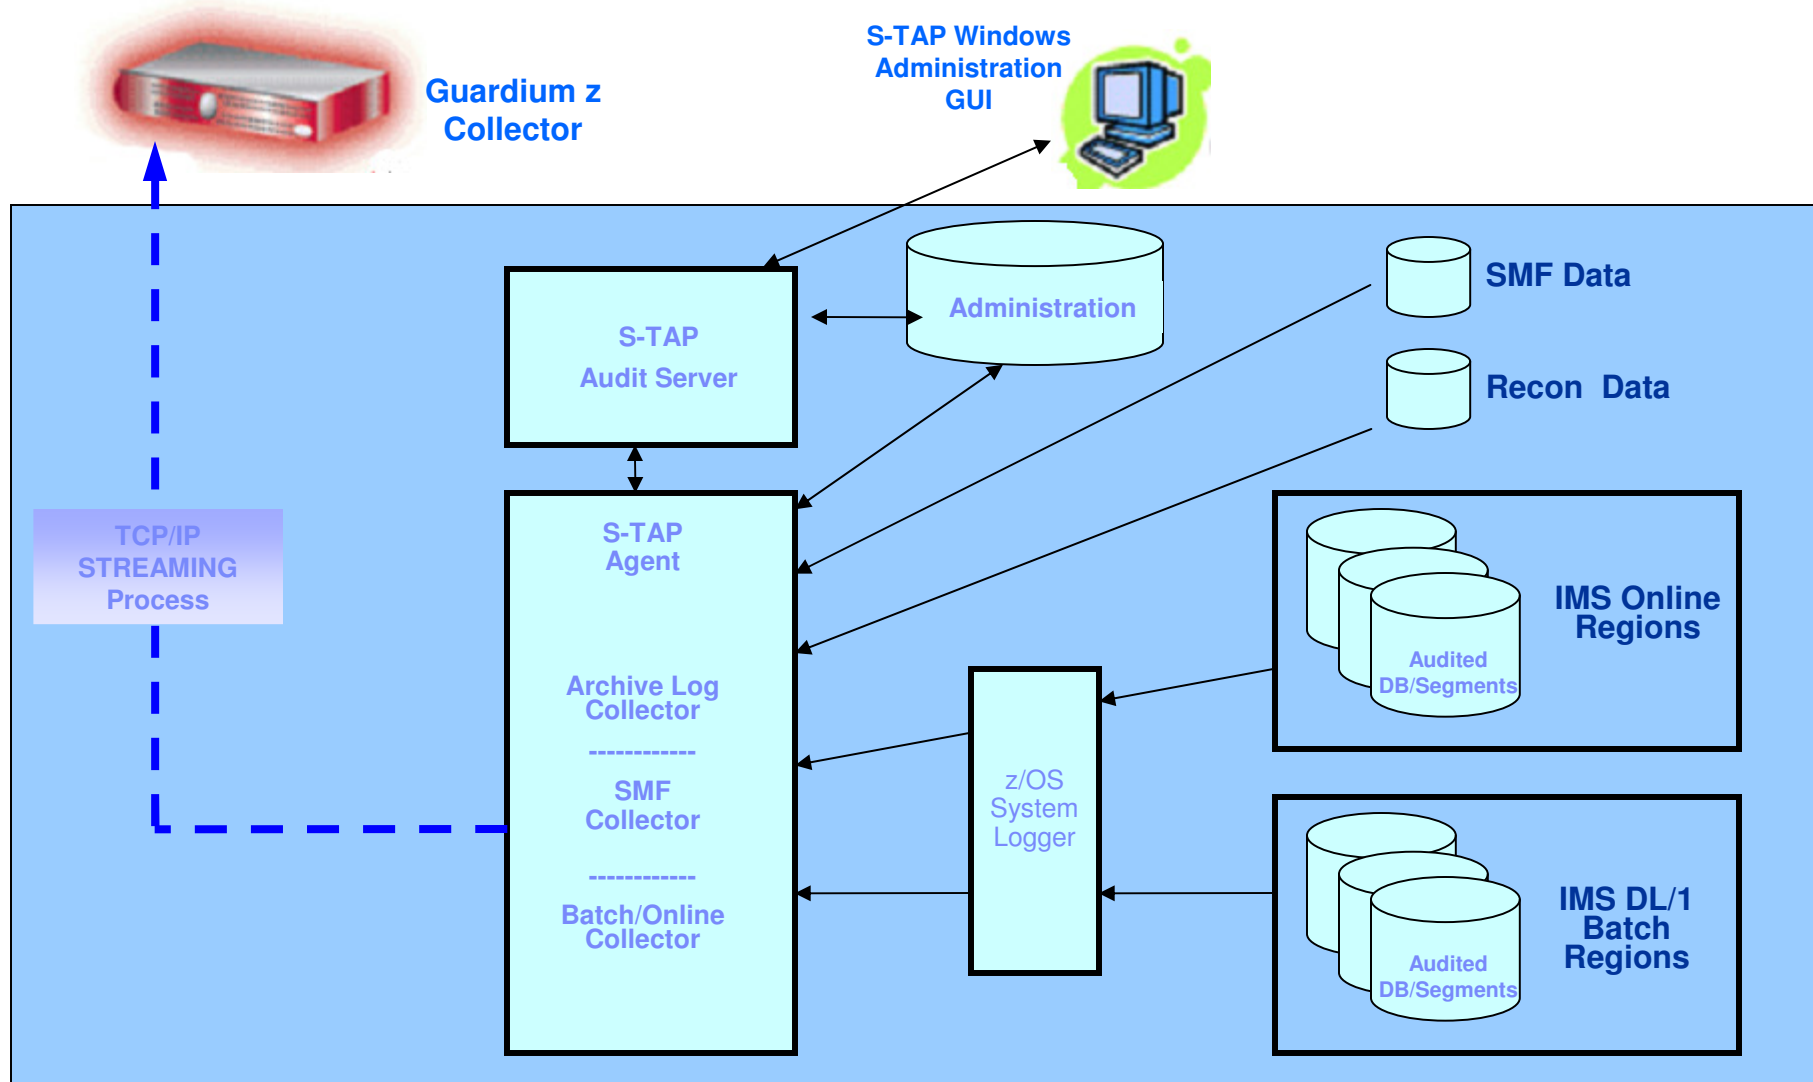 Guardium z
Collector
S-TAP Windows
Administration
GUI
S-TAP
Audit Server
Administration
SMF Data
Recon Data
TCP/IP
STREAMING
Process
S-TAP
Agent
Archive Log
Collector
------------
SMF
Collector
------------
Batch/Online
Collector
z/OS
System
Logger
IMS Online
Regions
Audited
DB/Segments
IMS DL/1
Batch
Regions
Audited
DB/Segments